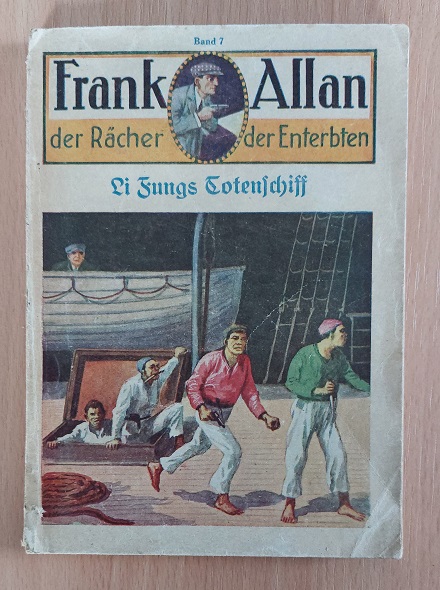 Band 7
Frank Allan
der Rächer der Enterbten
Li Fungs Totenschiff